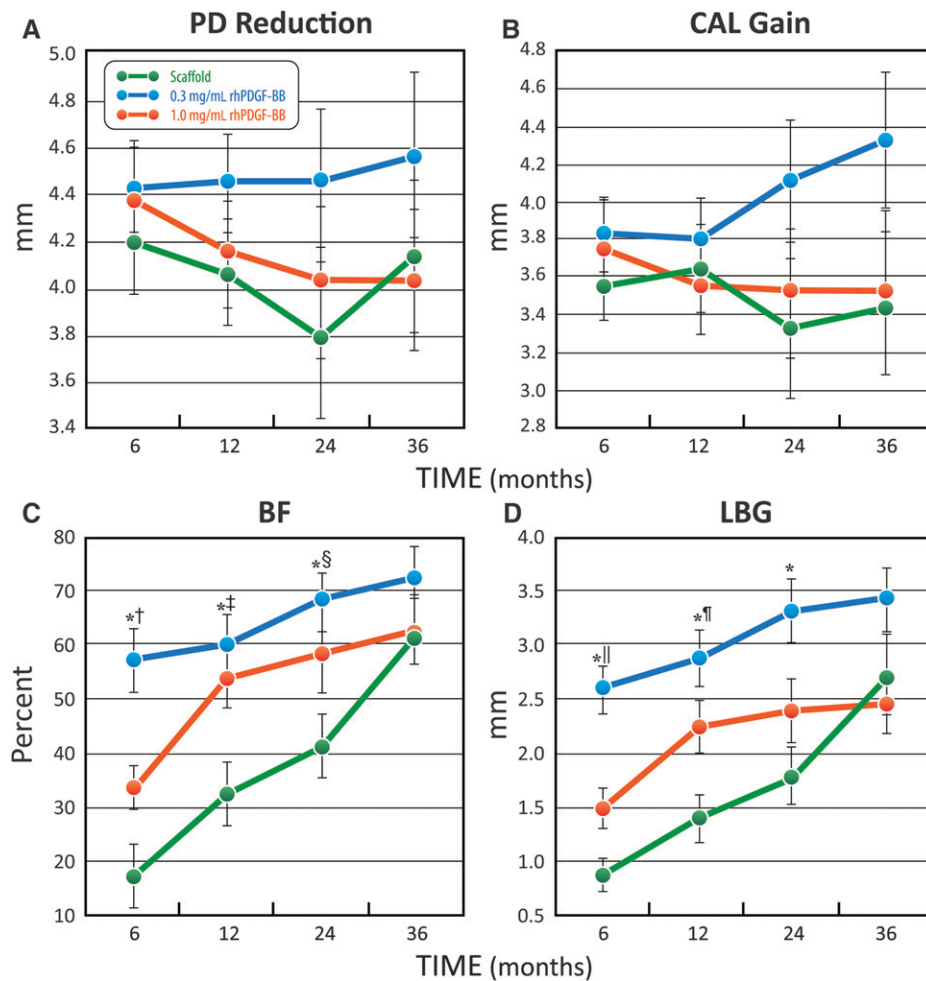 A PD Reduction
5.0
4.8
4.6
4.4
4.2
4.0
3.8
3.6
3.4
mm
Scaffold
0.3 mg/mL rhPDGF-BB
1.0 mg/mL rhPDGF-BB
6 12 24 36
B CAL Gain
4.8
4.6
4.4
4.2
4.0
3.8
3.6
3.4
3.2
3.0
2.8
mm
6 12 24 36
TIME (months)
C BF
80
70
60
50
40
30
20
10
Percent
*†
*‡
*§
6 12 24 36
D LBG
4.0
3.5
3.0
2.5
2.0
1.5
1.0
0.5
mm
*||
*¶
*
6 12 24 36
TIME (months)